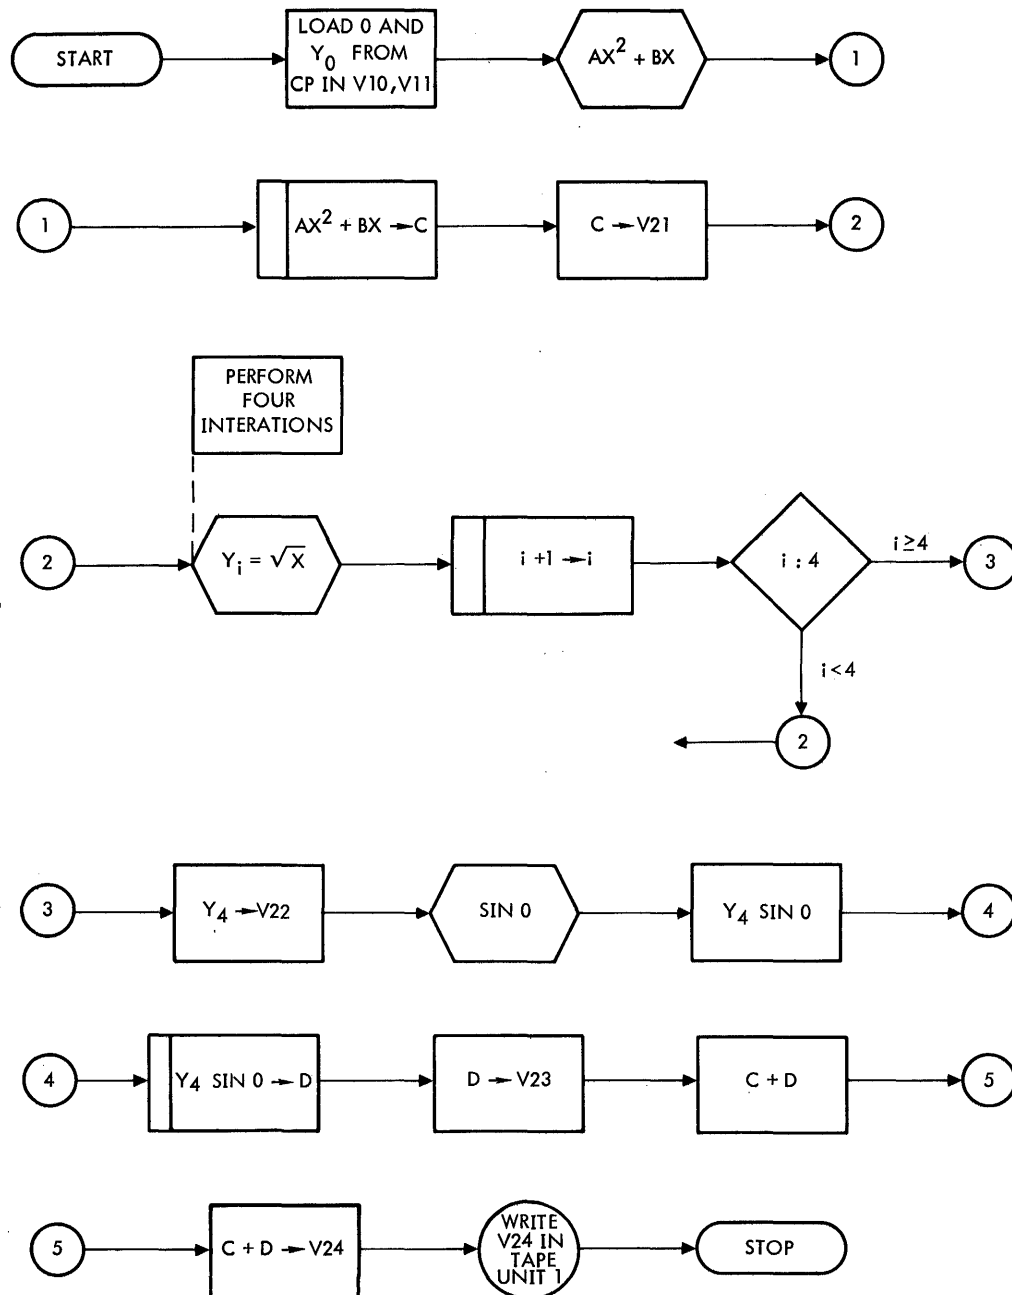 START
LOAD 0 AND
Y₀ FROM
CP IN V10,V11
AX² + BX
1
1
AX² + BX → C
C → V21
2
PERFORM
FOUR
INTERATIONS
2
Yᵢ = √X
i +1 → i
i : 4
i≥4
3
i<4
2
3
Y₄ → V22
SIN 0
Y₄ SIN 0
4
4
Y₄ SIN 0 → D
D → V23
C + D
5
5
C + D → V24
WRITE
V24 IN
TAPE
UNIT 1
STOP